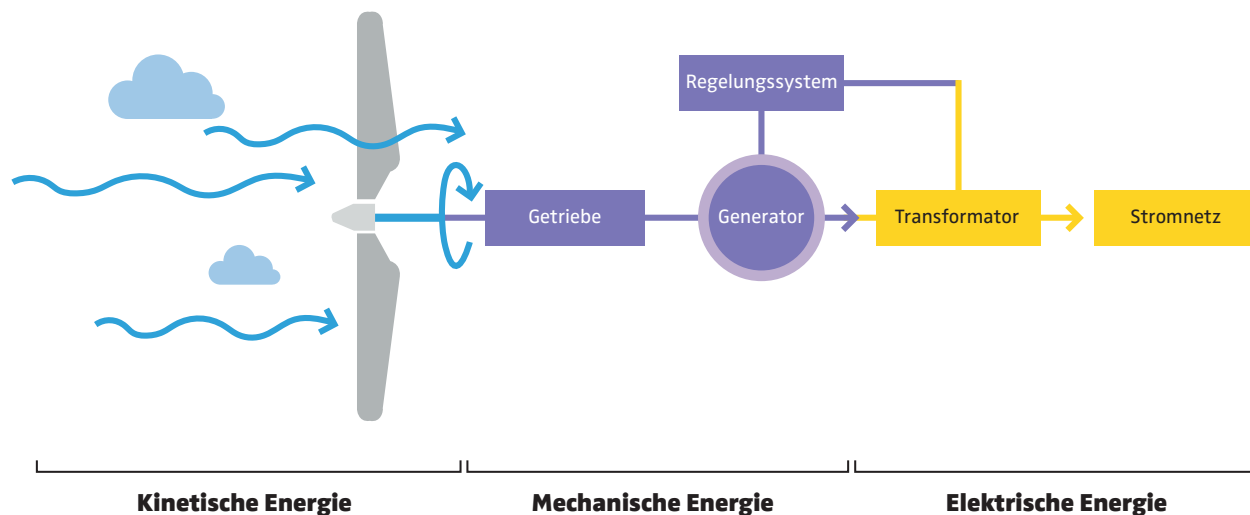 Regelungssystem
Getriebe
Generator
Transformator
Stromnetz
Kinetische Energie
Mechanische Energie
Elektrische Energie